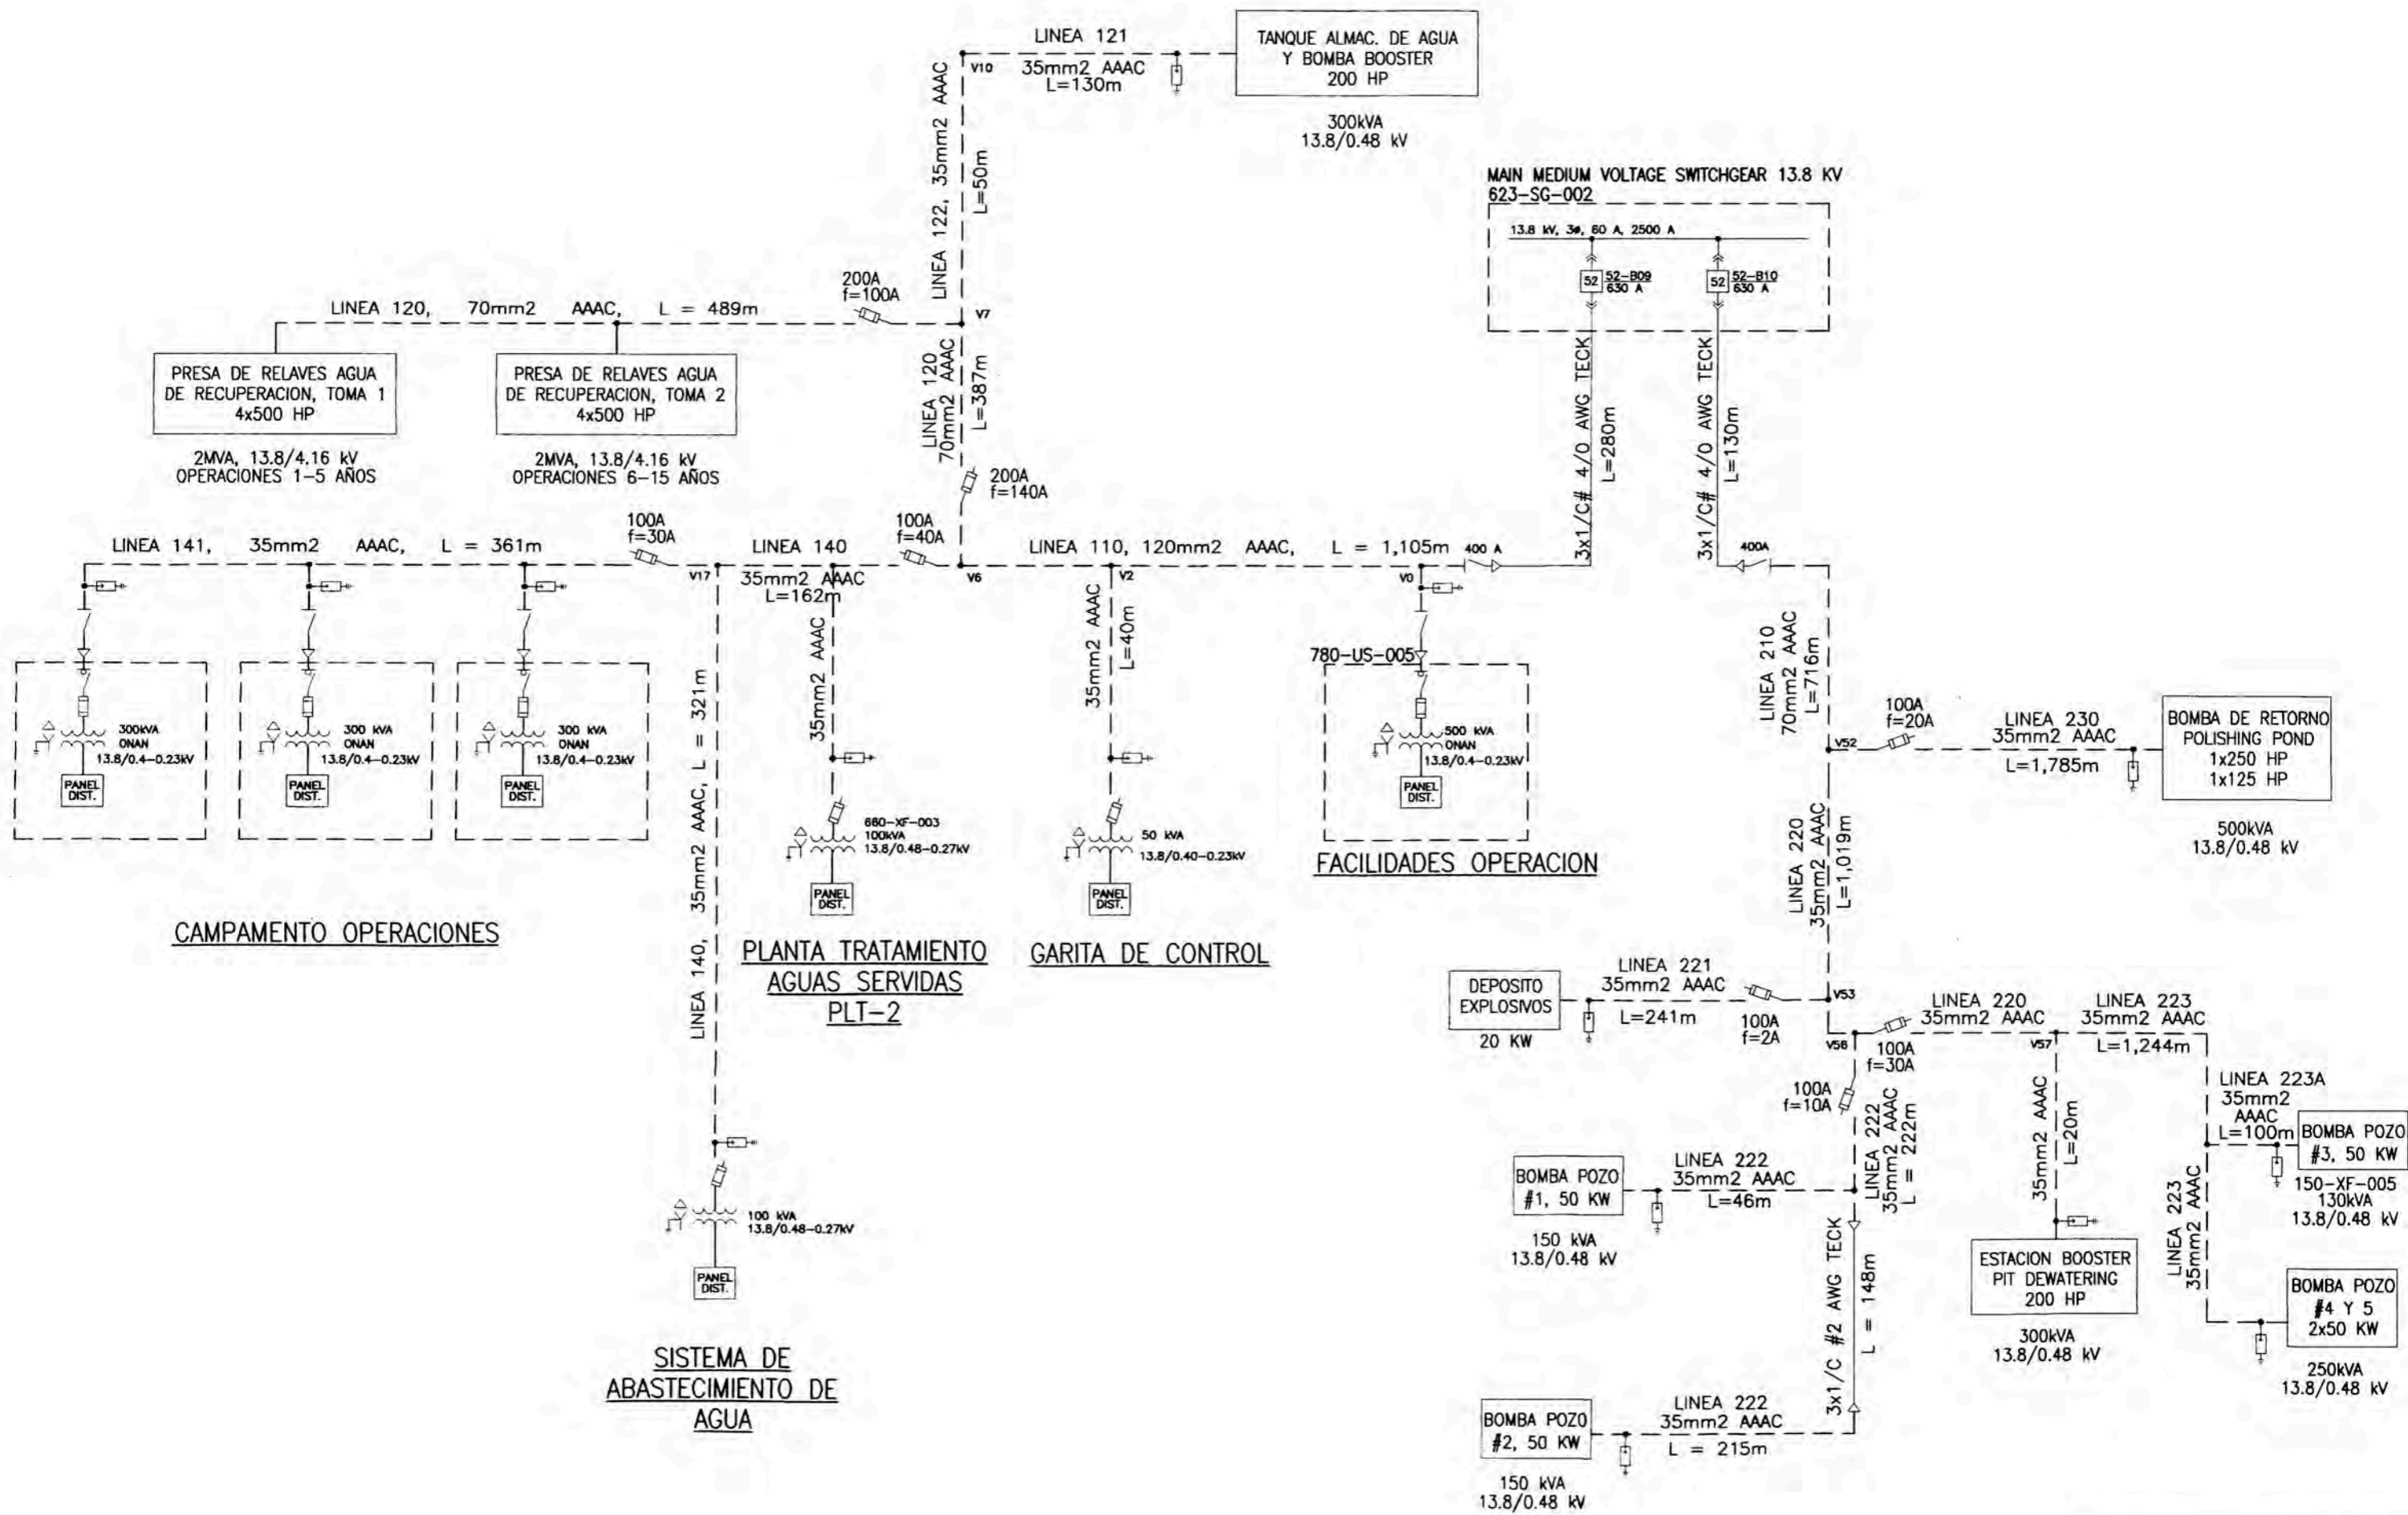 LINEA 121
35mm2 AAAC
L=130m
V10
TANQUE ALMAC. DE AGUA
Y BOMBA BOOSTER
200 HP
300kVA
13.8/0.48 kV
LINEA 122, 35mm2 AAAC
L=50m
MAIN MEDIUM VOLTAGE SWITCHGEAR 13.8 KV
623-SG-002
13.8 kV, 3ø, 60 A, 2500 A
52
52-B09
630 A
52
52-B10
630 A
3x1/C# 4/0 AWG TECK
L=280m
3x1/C# 4/0 AWG TECK
L=130m
200A
f=100A
V7
LINEA 120, 70mm2 AAAC, L = 489m
PRESA DE RELAVES AGUA
DE RECUPERACION, TOMA 1
4x500 HP
2MVA, 13.8/4.16 kV
OPERACIONES 1-5 AÑOS
PRESA DE RELAVES AGUA
DE RECUPERACION, TOMA 2
4x500 HP
2MVA, 13.8/4.16 kV
OPERACIONES 6-15 AÑOS
LINEA 120
70mm2 AAAC
L=387m
200A
f=140A
LINEA 141, 35mm2 AAAC, L = 361m
100A
f=30A
V17
LINEA 140
35mm2 AAAC
L=162m
100A
f=40A
V6
LINEA 110, 120mm2 AAAC, L = 1,105m
V2
V0
400 A
400A
300kVA
ONAN
13.8/0.4-0.23kV
PANEL
DIST.
300 kVA
ONAN
13.8/0.4-0.23kV
PANEL
DIST.
300 kVA
ONAN
13.8/0.4-0.23kV
PANEL
DIST.
CAMPAMENTO OPERACIONES
LINEA 140, 35mm2 AAAC, L = 321m
100 kVA
13.8/0.48-0.27kV
PANEL
DIST.
SISTEMA DE
ABASTECIMIENTO DE
AGUA
35mm2 AAAC
660-XF-003
100kVA
13.8/0.48-0.27kV
PANEL
DIST.
PLANTA TRATAMIENTO
AGUAS SERVIDAS
PLT-2
35mm2 AAAC
L=40m
50 kVA
13.8/0.40-0.23kV
PANEL
DIST.
GARITA DE CONTROL
780-US-005
500 kVA
ONAN
13.8/0.4-0.23kV
PANEL
DIST.
FACILIDADES OPERACION
LINEA 210
70mm2 AAAC
L=716m
V52
100A
f=20A
LINEA 230
35mm2 AAAC
L=1,785m
BOMBA DE RETORNO
POLISHING POND
1x250 HP
1x125 HP
500kVA
13.8/0.48 kV
LINEA 220
35mm2 AAAC
L=1,019m
V53
DEPOSITO
EXPLOSIVOS
20 KW
LINEA 221
35mm2 AAAC
L=241m
100A
f=2A
V56
100A
f=30A
LINEA 220
35mm2 AAAC
V57
LINEA 223
35mm2 AAAC
L=1,244m
100A
f=10A
LINEA 222
35mm2 AAAC
L = 222m
BOMBA POZO
#1, 50 KW
150 kVA
13.8/0.48 kV
LINEA 222
35mm2 AAAC
L=46m
3x1/C #2 AWG TECK
L = 148m
BOMBA POZO
#2, 50 KW
150 kVA
13.8/0.48 kV
LINEA 222
35mm2 AAAC
L = 215m
35mm2 AAAC
L=20m
ESTACION BOOSTER
PIT DEWATERING
200 HP
300kVA
13.8/0.48 kV
LINEA 223A
35mm2
AAAC
L=100m
BOMBA POZO
#3, 50 KW
150-XF-005
130kVA
13.8/0.48 kV
LINEA 223
35mm2 AAAC
BOMBA POZO
#4 Y 5
2x50 KW
250kVA
13.8/0.48 kV